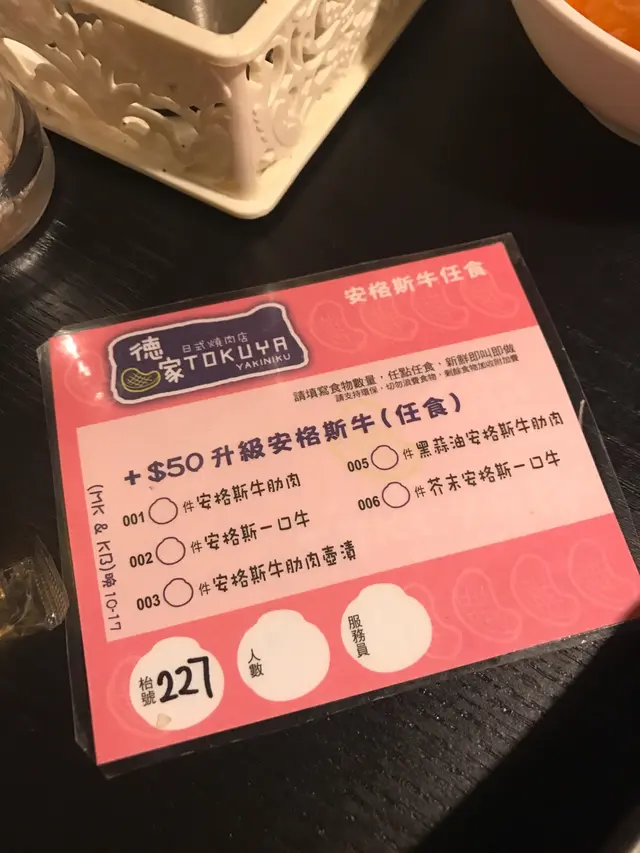 安格斯牛任食
德家
日式燒肉店
TOKUYA
YAKINIKU
請填寫食物數量，任點任食，新鮮即叫即做
請支持環保，切勿浪費食物，剩餘食物加收附加費
+$50升級安格斯牛(任食)
001 件安格斯牛肋肉
002 件安格斯一口牛
003 件安格斯牛肋肉壺漬
005 件黑蒜油安格斯牛肋肉
006 件芥末安格斯一口牛
(MK & KB)晚10-17
枱號 227
人數
服務員